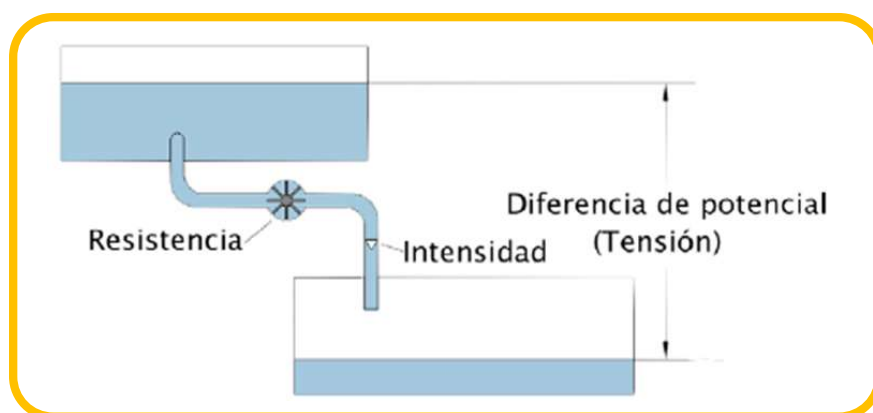 Diferencia de potencial
(Tensión)
Resistencia
Intensidad